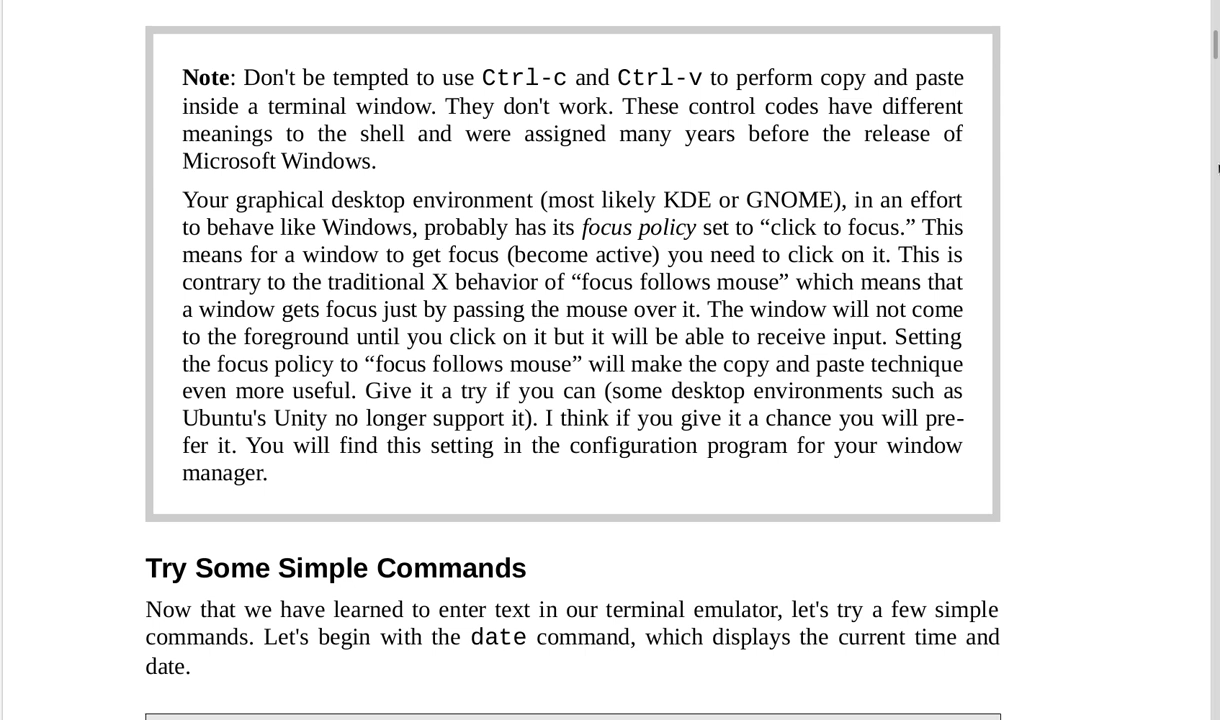 Note: Don't be tempted to use Ctrl-c and Ctrl-v to perform copy and paste
inside a terminal window. They don't work. These control codes have different
meanings to the shell and were assigned many years before the release of
Microsoft Windows.
Your graphical desktop environment (most likely KDE or GNOME), in an effort
to behave like Windows, probably has its focus policy set to “click to focus.” This
means for a window to get focus (become active) you need to click on it. This is
contrary to the traditional X behavior of “focus follows mouse” which means that
a window gets focus just by passing the mouse over it. The window will not come
to the foreground until you click on it but it will be able to receive input. Setting
the focus policy to “focus follows mouse” will make the copy and paste technique
even more useful. Give it a try if you can (some desktop environments such as
Ubuntu's Unity no longer support it). I think if you give it a chance you will pre-
fer it. You will find this setting in the configuration program for your window
manager.
Try Some Simple Commands
Now that we have learned to enter text in our terminal emulator, let's try a few simple
commands. Let's begin with the date command, which displays the current time and
date.